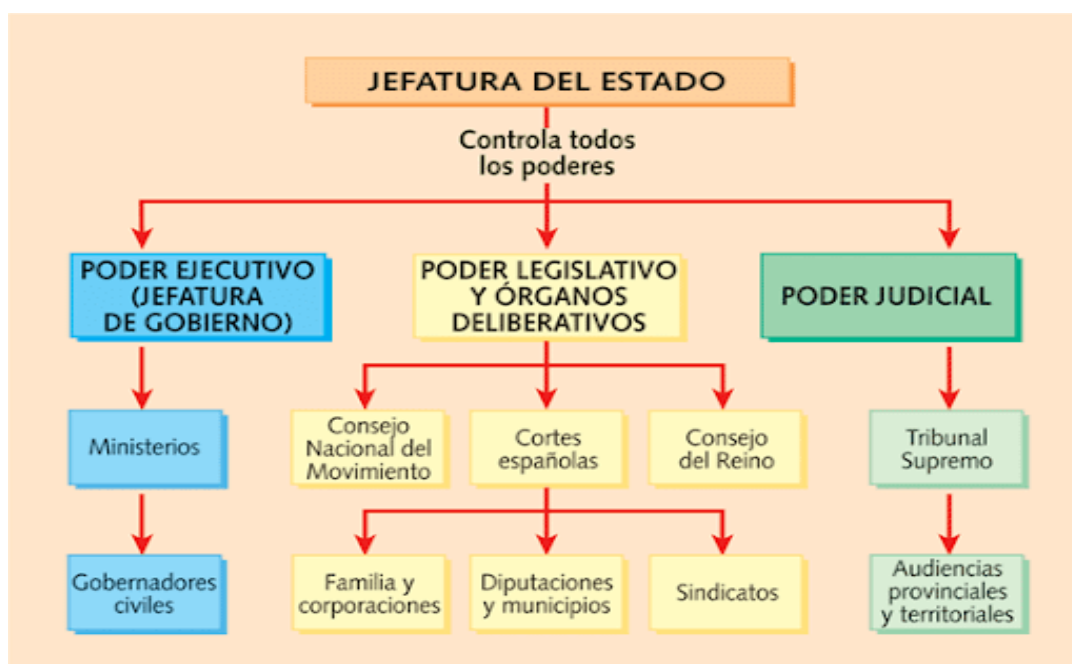 JEFATURA DEL ESTADO
Controla todos
los poderes
PODER EJECUTIVO
(JEFATURA
DE GOBIERNO)
PODER LEGISLATIVO
Y ÓRGANOS
DELIBERATIVOS
PODER JUDICIAL
Ministerios
Consejo
Nacional del
Movimiento
Cortes
españolas
Consejo
del Reino
Tribunal
Supremo
Gobernadores
civiles
Familia y
corporaciones
Diputaciones
y municipios
Sindicatos
Audiencias
provinciales
y territoriales